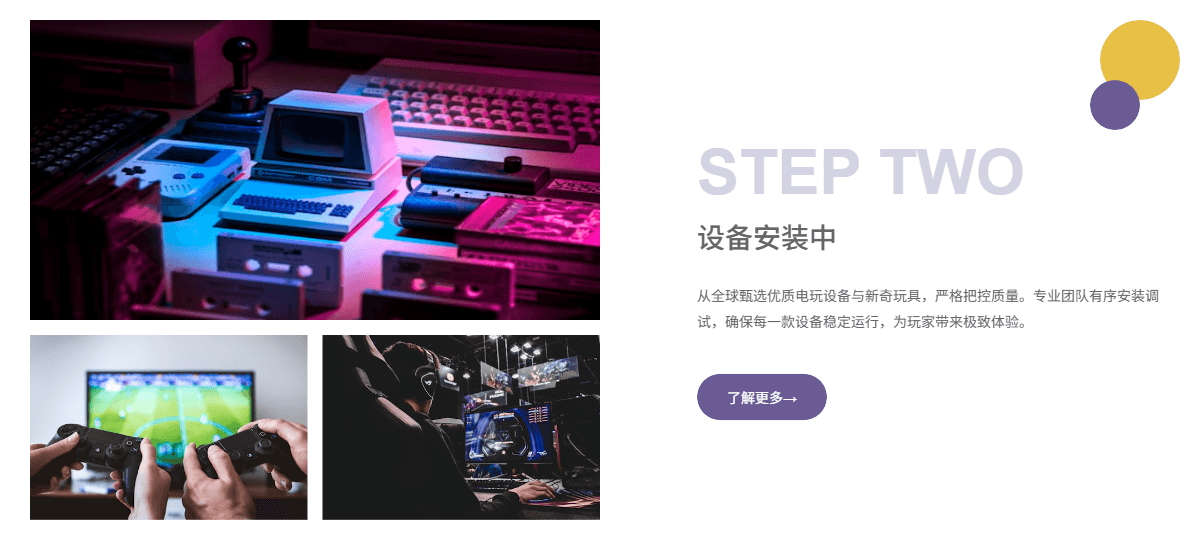 STEP TWO
设备安装中
从全球甄选优质电玩设备与新奇玩具，严格把控质量。专业团队有序安装调
试，确保每一款设备稳定运行，为玩家带来极致体验。
了解更多→